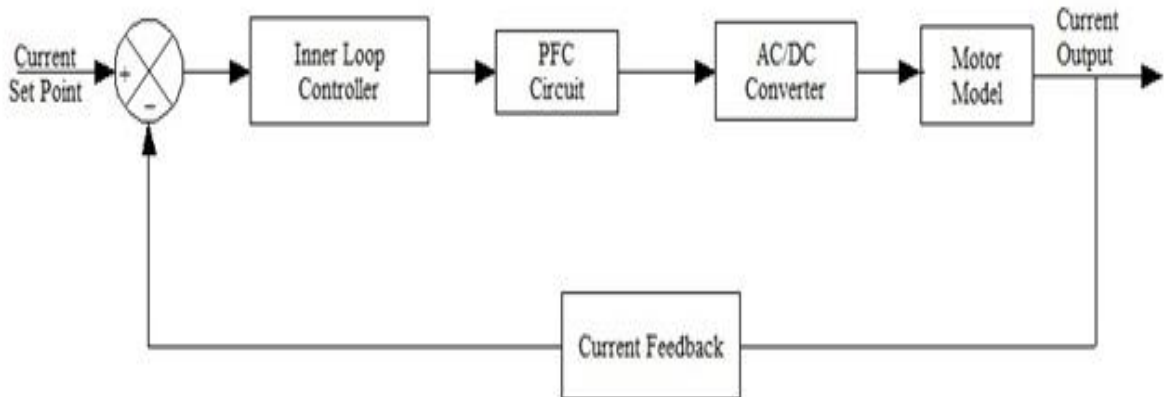 Current
Set Point
+
−
Inner Loop
Controller
PFC
Circuit
AC/DC
Converter
Motor
Model
Current
Output
Current Feedback